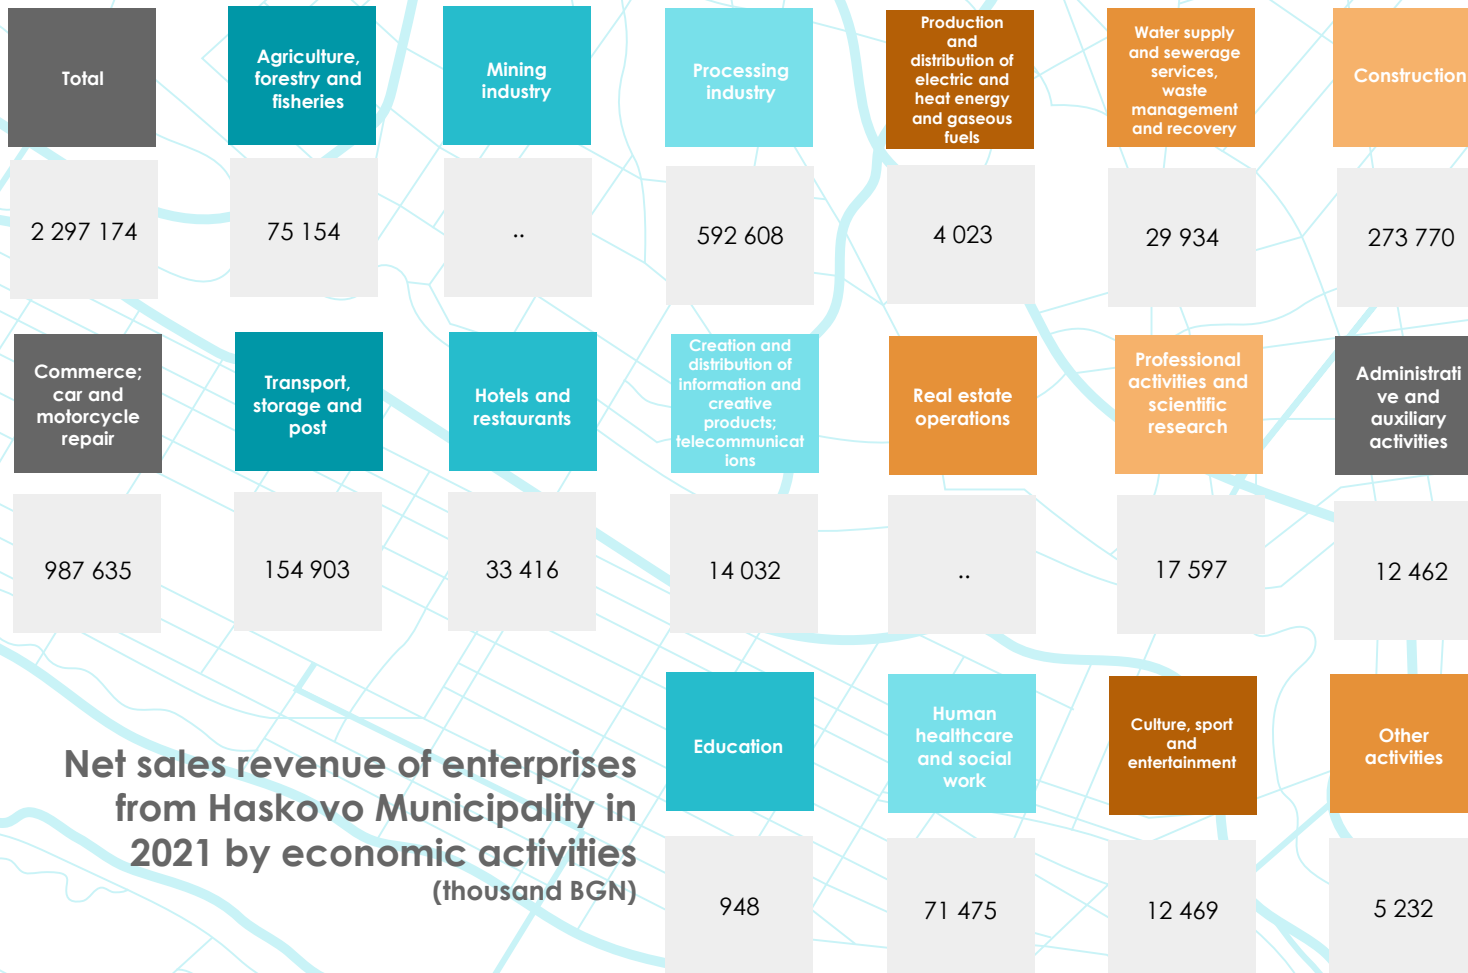 Total
Agriculture,
forestry and
fisheries
Mining
industry
Processing
industry
Production
and
distribution of
electric and
heat energy
and gaseous
fuels
Water supply
and sewerage
services,
waste
management
and recovery
Construction
2 297 174
75 154
..
592 608
4 023
29 934
273 770
Commerce;
car and
motorcycle
repair
Transport,
storage and
post
Hotels and
restaurants
Creation and
distribution of
information and
creative
products;
telecommunicat
ions
Real estate
operations
Professional
activities and
scientific
research
Administrati
ve and
auxiliary
activities
987 635
154 903
33 416
14 032
..
17 597
12 462
Education
Human
healthcare
and social
work
Culture, sport
and
entertainment
Other
activities
948
71 475
12 469
5 232
Net sales revenue of enterprises
from Haskovo Municipality in
2021 by economic activities
(thousand BGN)